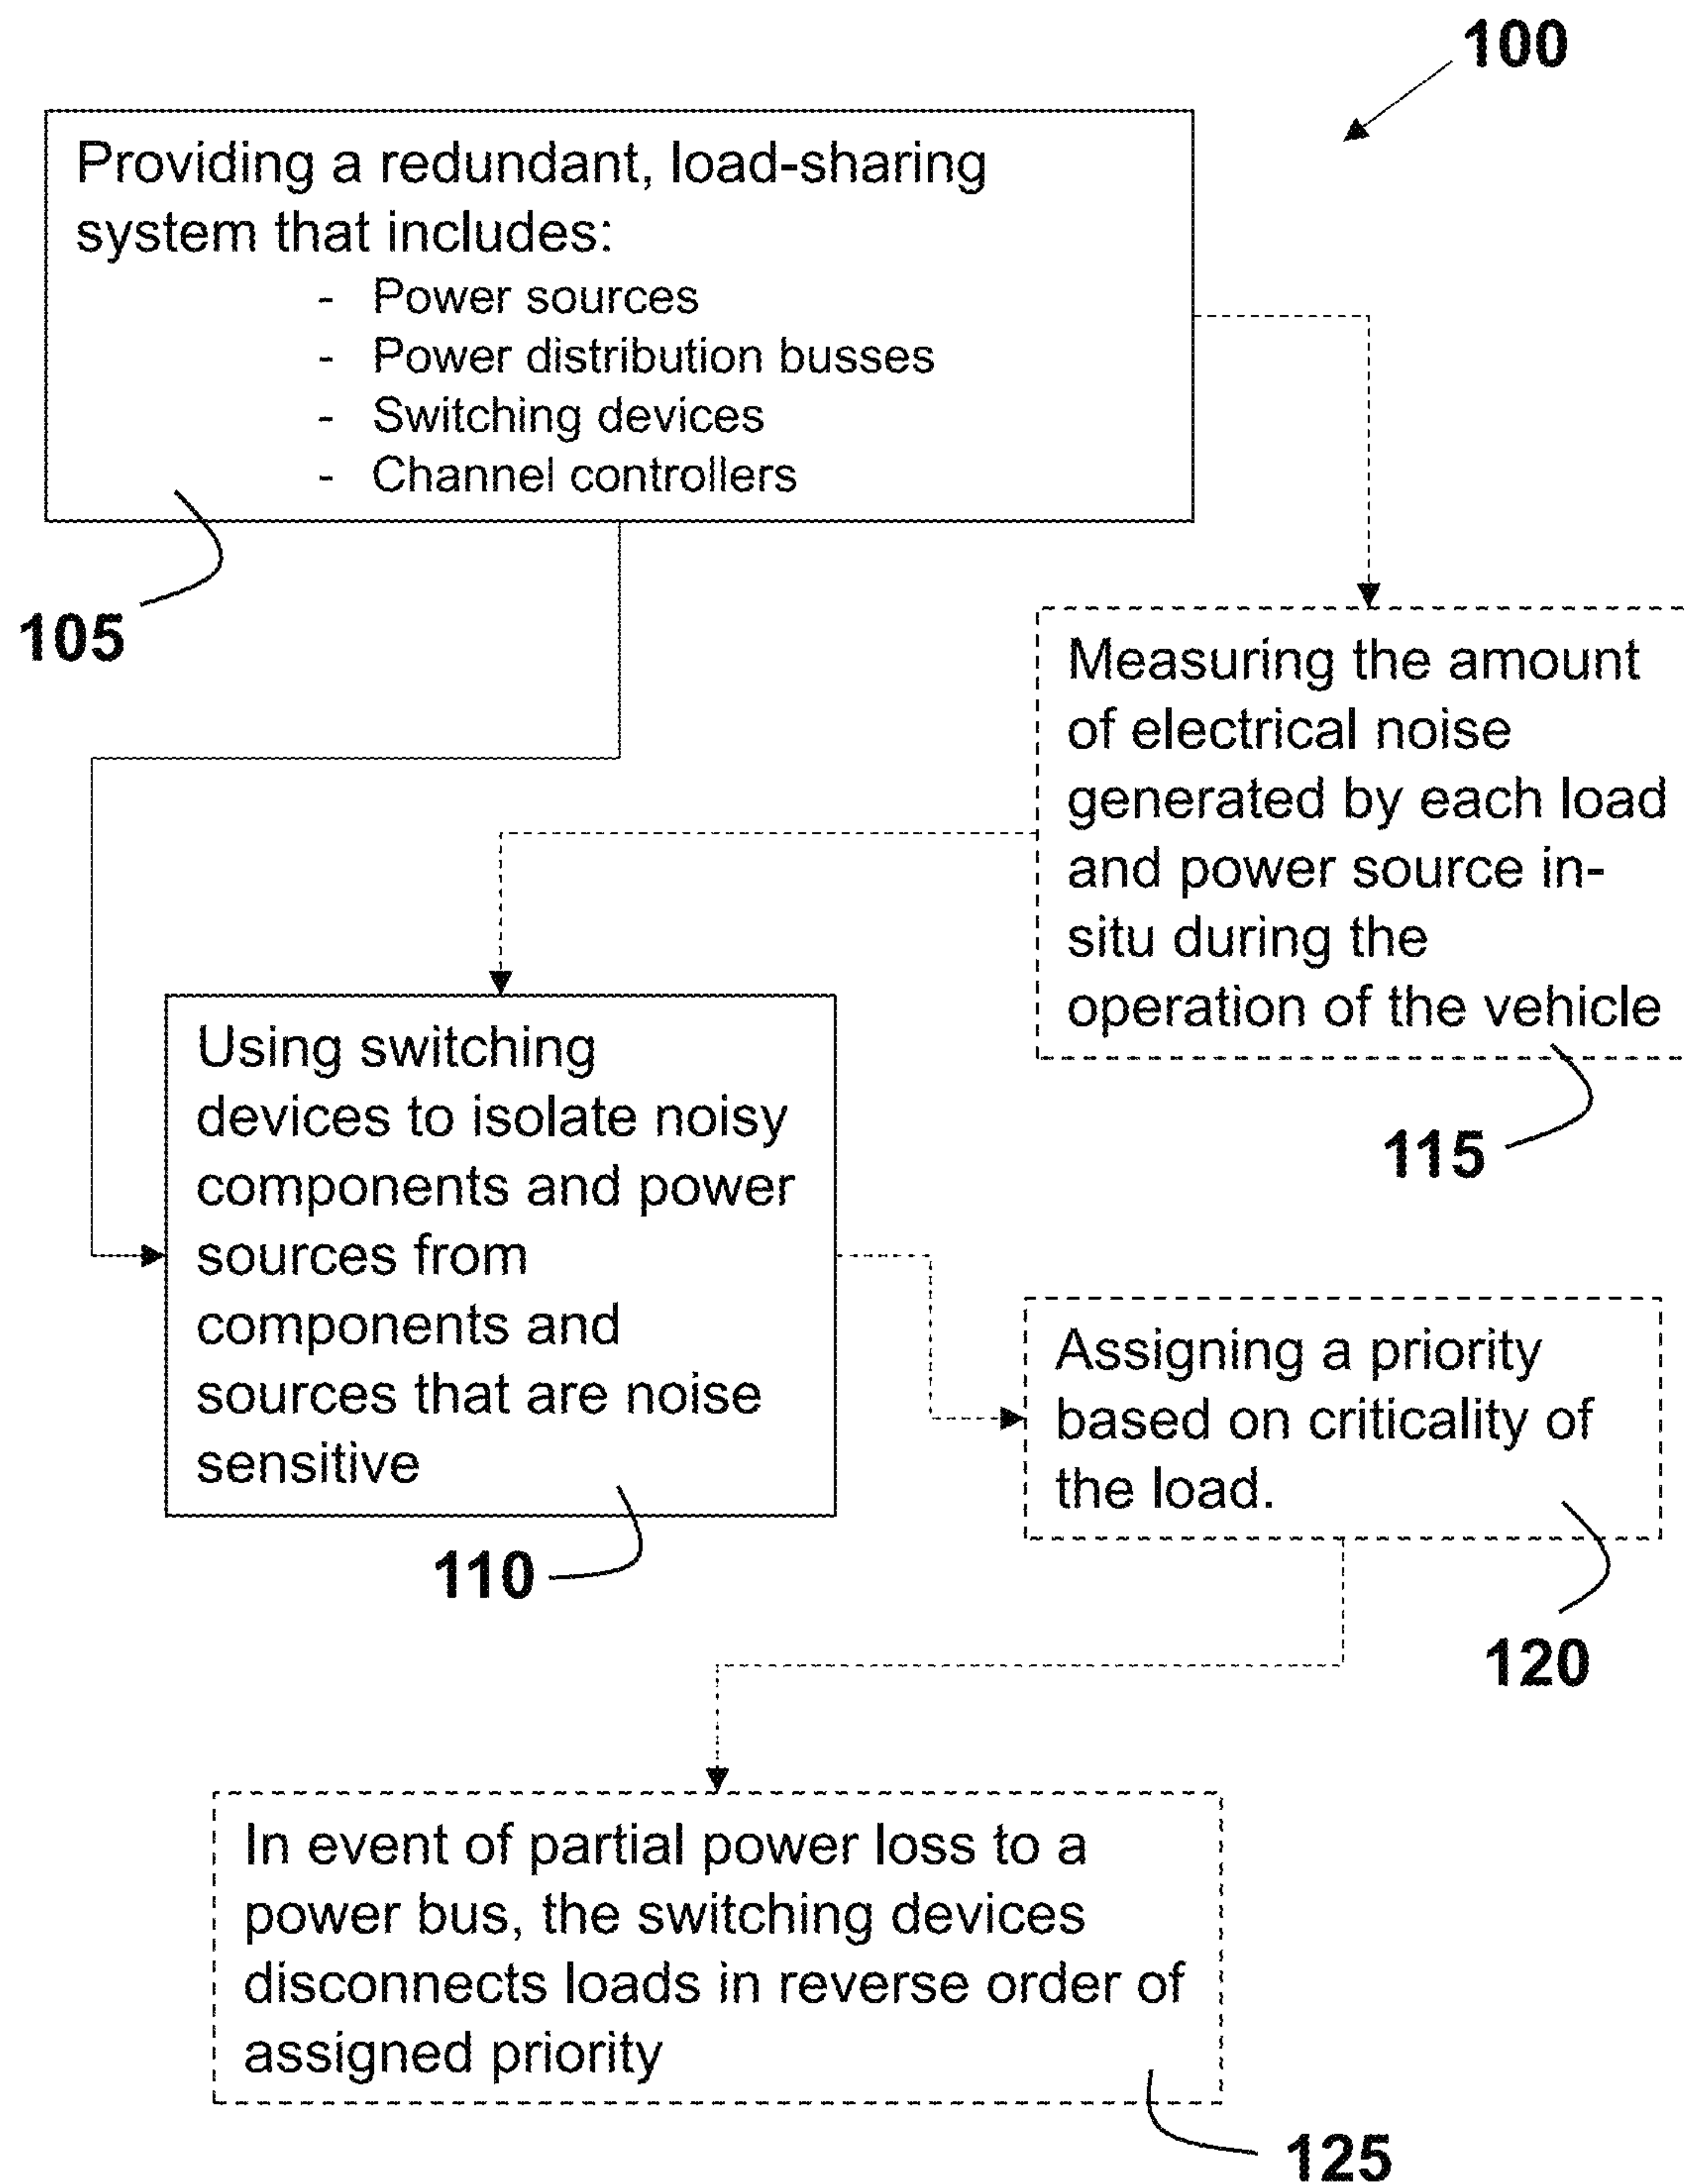 100
Providing a redundant, load-sharing
system that includes:
- Power sources
- Power distribution busses
- Switching devices
- Channel controllers
105
Measuring the amount
of electrical noise
generated by each load
and power source in-
situ during the
operation of the vehicle
115
Using switching
devices to isolate noisy
components and power
sources from
components and
sources that are noise
sensitive
110
Assigning a priority
based on criticality of
the load.
120
In event of partial power loss to a
power bus, the switching devices
disconnects loads in reverse order of
assigned priority
125